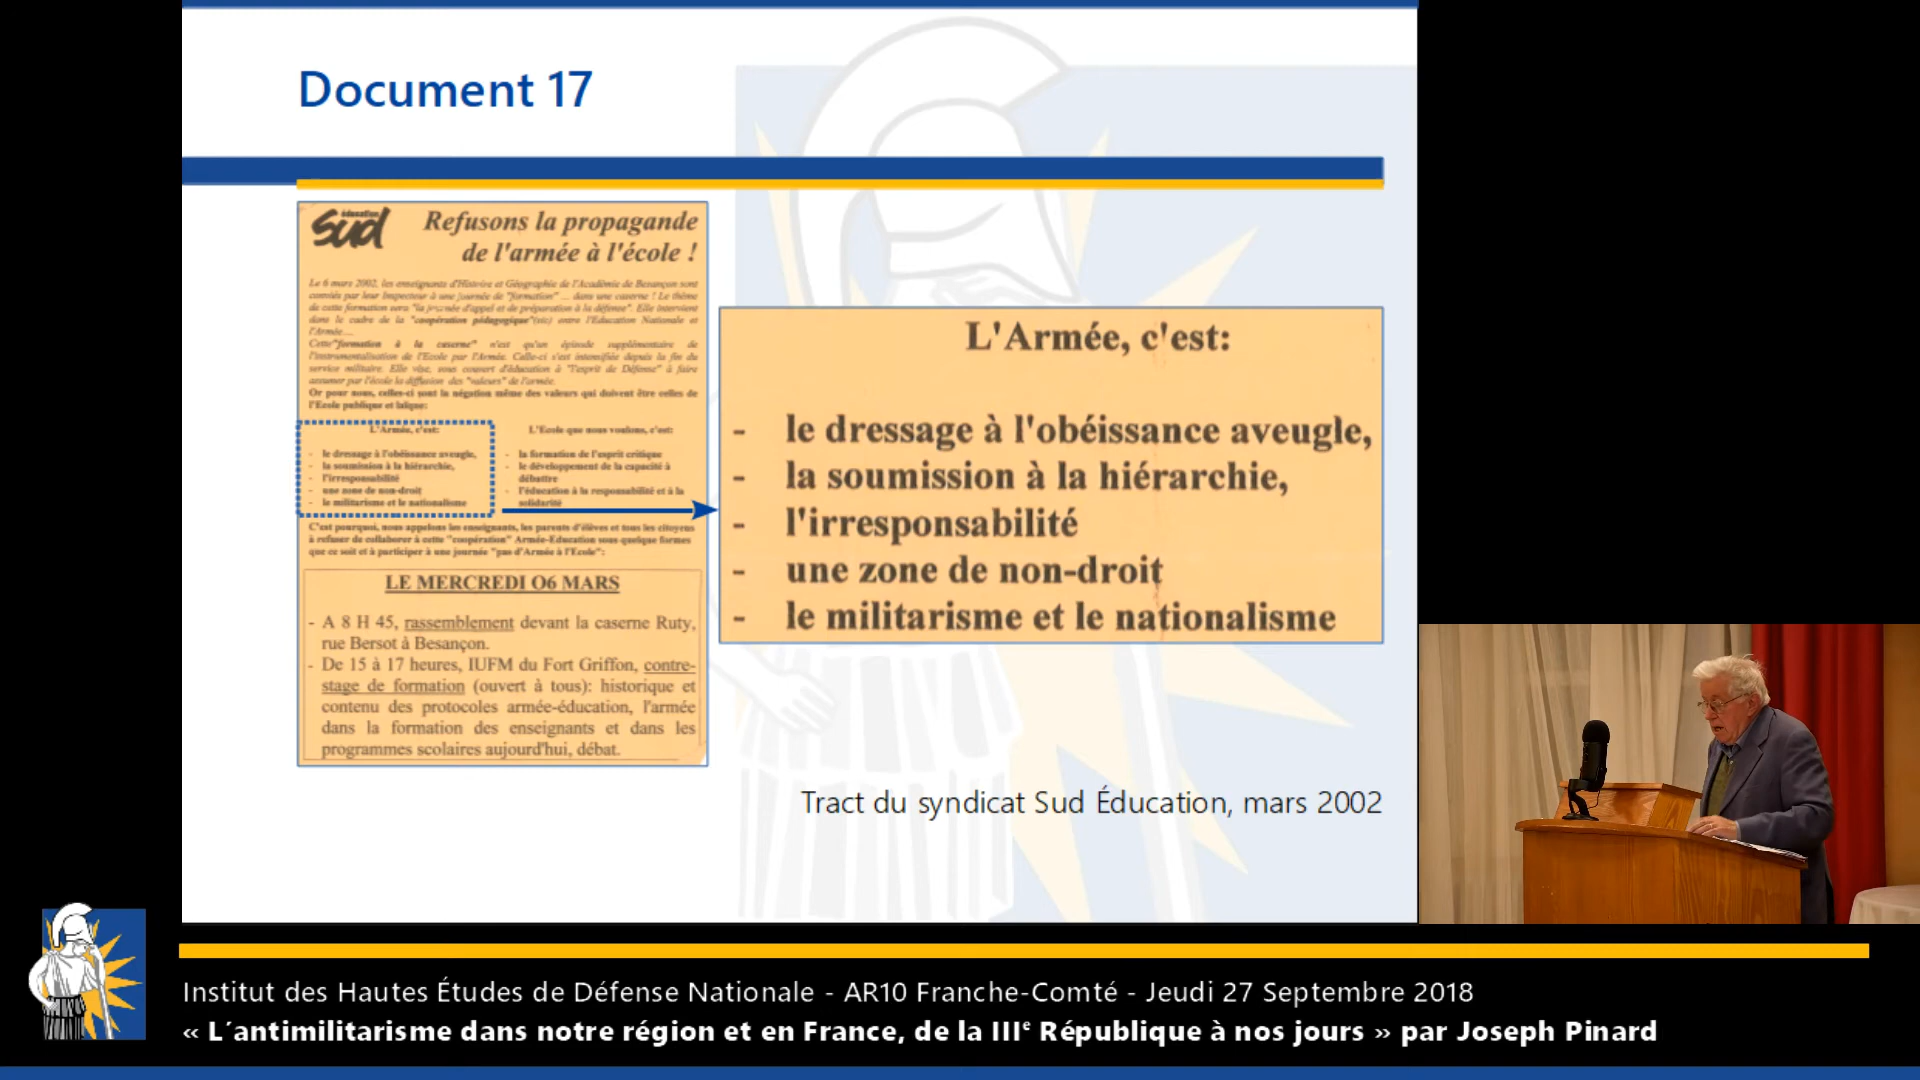 Document 17
éducation
Sud
Refusons la propagande
de l'armée à l'école !
Le 6 mars 2002, les enseignants d'Histoire et Géographie de l'Académie de Besançon sont
conviés par leur Inspecteur à une journée de "formation" ... dans une caserne ! Le thème
de cette formation sera "la journée d'appel et de préparation à la défense". Elle intervient
dans le cadre de la "coopération pédagogique"(sic) entre l'Education Nationale et
l'Armée....
Cette "formation à la caserne" n'est qu'un épisode supplémentaire de
l'instrumentalisation de l'Ecole par l'Armée. Celle-ci s'est intensifiée depuis la fin du
service militaire. Elle vise, sous couvert d'éducation à "l'esprit de Défense" à faire
assumer par l'école la diffusion des "valeurs" de l'armée.
Or pour nous, celles-ci sont la négation même des valeurs qui doivent être celles de
l'Ecole publique et laïque:
L'Armée, c'est:
- le dressage à l'obéissance aveugle,
- la soumission à la hiérarchie,
- l'irresponsabilité
- une zone de non-droit
- le militarisme et le nationalisme
L'Ecole que nous voulons, c'est:
- la formation de l'esprit critique
- le développement de la capacité à
débattre
- l'éducation à la responsabilité et à la
solidarité
C'est pourquoi, nous appelons les enseignants, les parents d'élèves et tous les citoyens
à refuser de collaborer à cette "coopération" Armée-Education sous quelque formes
que ce soit et à participer à une journée "pas d'Armée à l'Ecole":
LE MERCREDI O6 MARS
- A 8 H 45, rassemblement devant la caserne Ruty,
rue Bersot à Besançon.
- De 15 à 17 heures, IUFM du Fort Griffon, contre-
stage de formation (ouvert à tous): historique et
contenu des protocoles armée-éducation, l'armée
dans la formation des enseignants et dans les
programmes scolaires aujourd'hui, débat.
L'Armée, c'est:
- le dressage à l'obéissance aveugle,
- la soumission à la hiérarchie,
- l'irresponsabilité
- une zone de non-droit
- le militarisme et le nationalisme
Tract du syndicat Sud Éducation, mars 2002
Institut des Hautes Études de Défense Nationale - AR10 Franche-Comté - Jeudi 27 Septembre 2018
« L´antimilitarisme dans notre région et en France, de la IIIᵉ République à nos jours » par Joseph Pinard